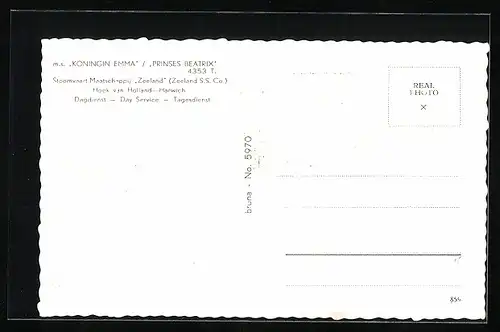 m.s. „KONINGIN EMMA" / „PRINSES BEATRIX"
4353 T.
Stoomvaart Maatschappij „Zeeland" (Zeeland S.S. Co.)
Hoek van Holland—Harwich
Dagdienst — Day Service — Tagesdienst
REAL
PHOTO
X
bruna - No. 5970
856